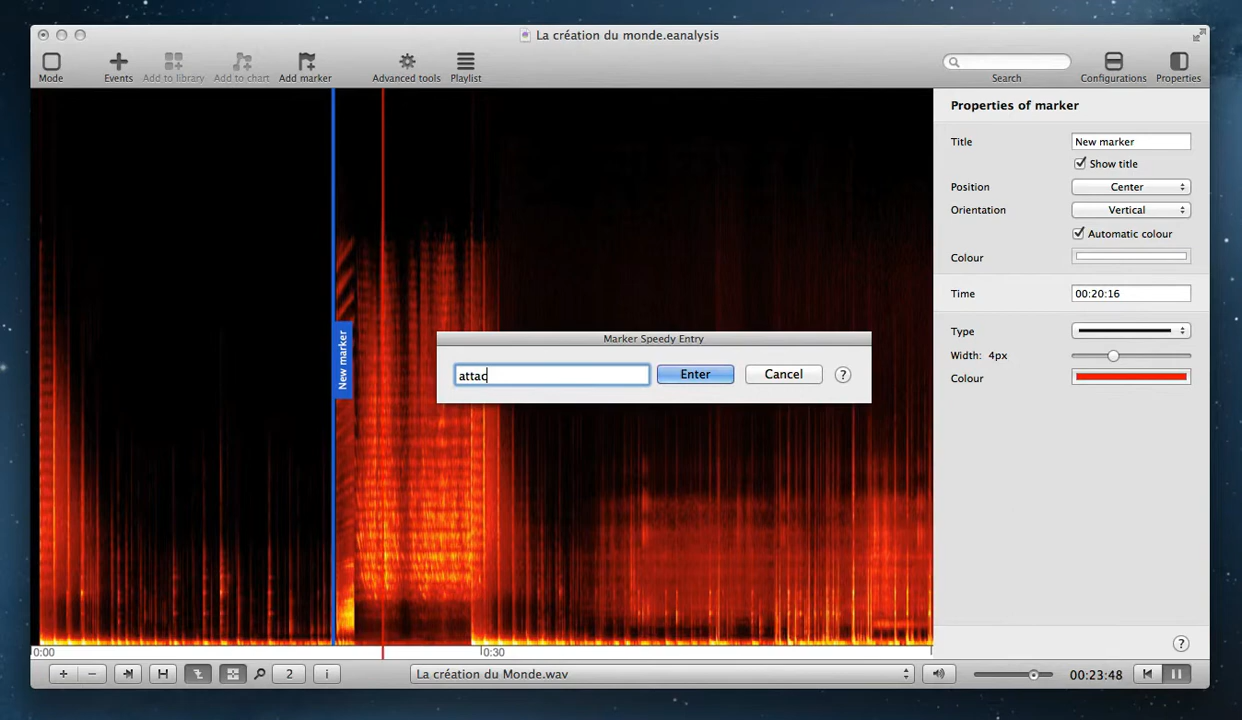 La création du monde.eanalysis
Mode
Events
Add to library
Add to chart
Add marker
Advanced tools
Playlist
Search
Configurations
Properties
Properties of marker
Title
New marker
Show title
Position
Center
Orientation
Vertical
Automatic colour
Colour
Time
00:20:16
Type
Width: 4px
Colour
New marker
Marker Speedy Entry
attac
Enter
Cancel
?
0:00
0:30
?
+
−
2
i
La création du Monde.wav
00:23:48